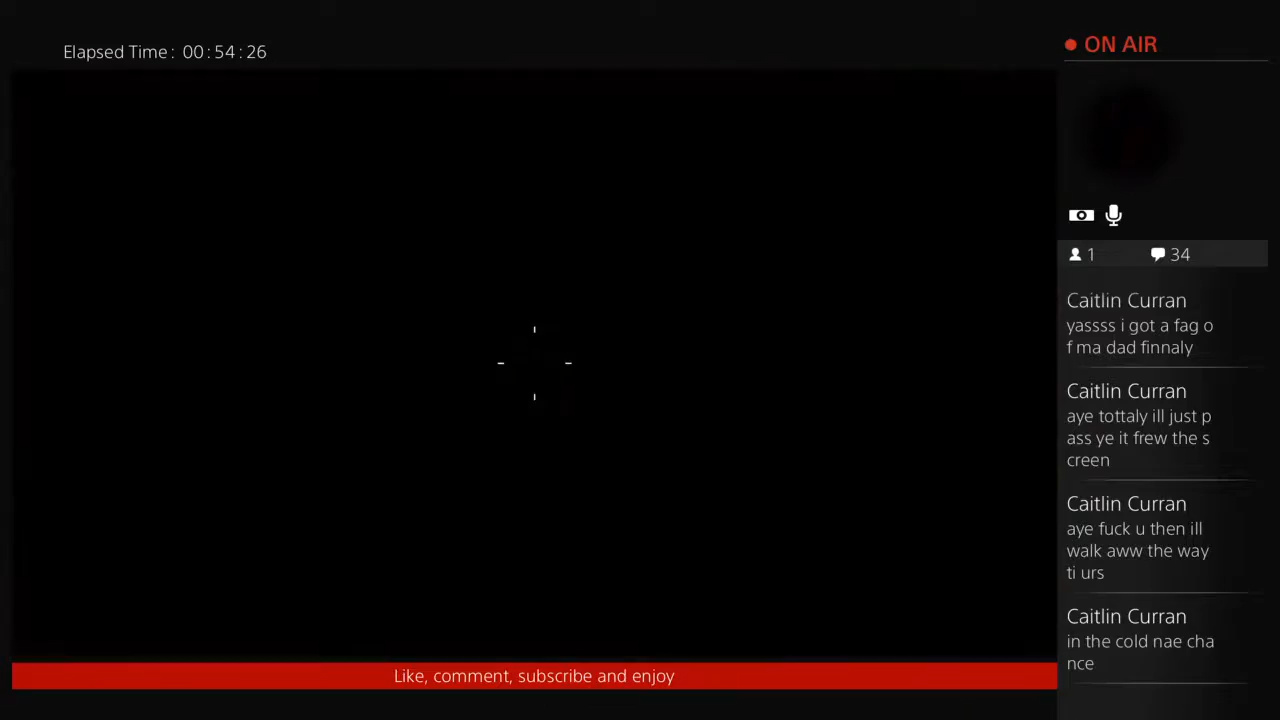 Elapsed Time: 00:54:26
ON AIR
1 34
Caitlin Curran
yassss i got a fag o
f ma dad finnaly
Caitlin Curran
aye tottaly ill just p
ass ye it frew the s
creen
Caitlin Curran
aye fuck u then ill
walk aww the way
ti urs
Caitlin Curran
in the cold nae cha
nce
Like, comment, subscribe and enjoy